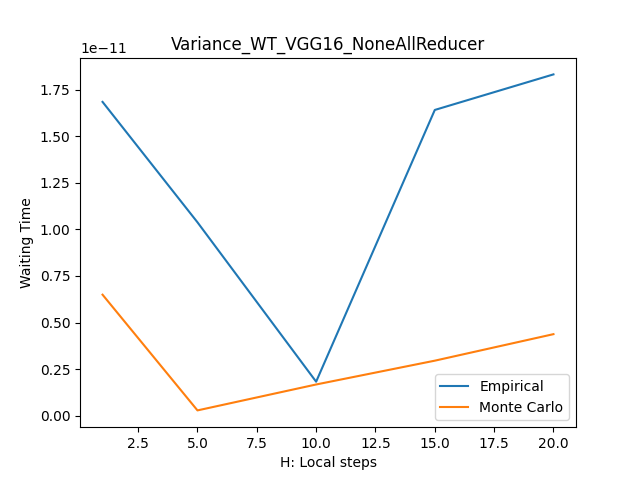 Variance_WT_VGG16_NoneAllReducer
1e−11
1.75
1.50
1.25
1.00
0.75
0.50
0.25
0.00
Waiting Time
Empirical
Monte Carlo
2.5 5.0 7.5 10.0 12.5 15.0 17.5 20.0
H: Local steps